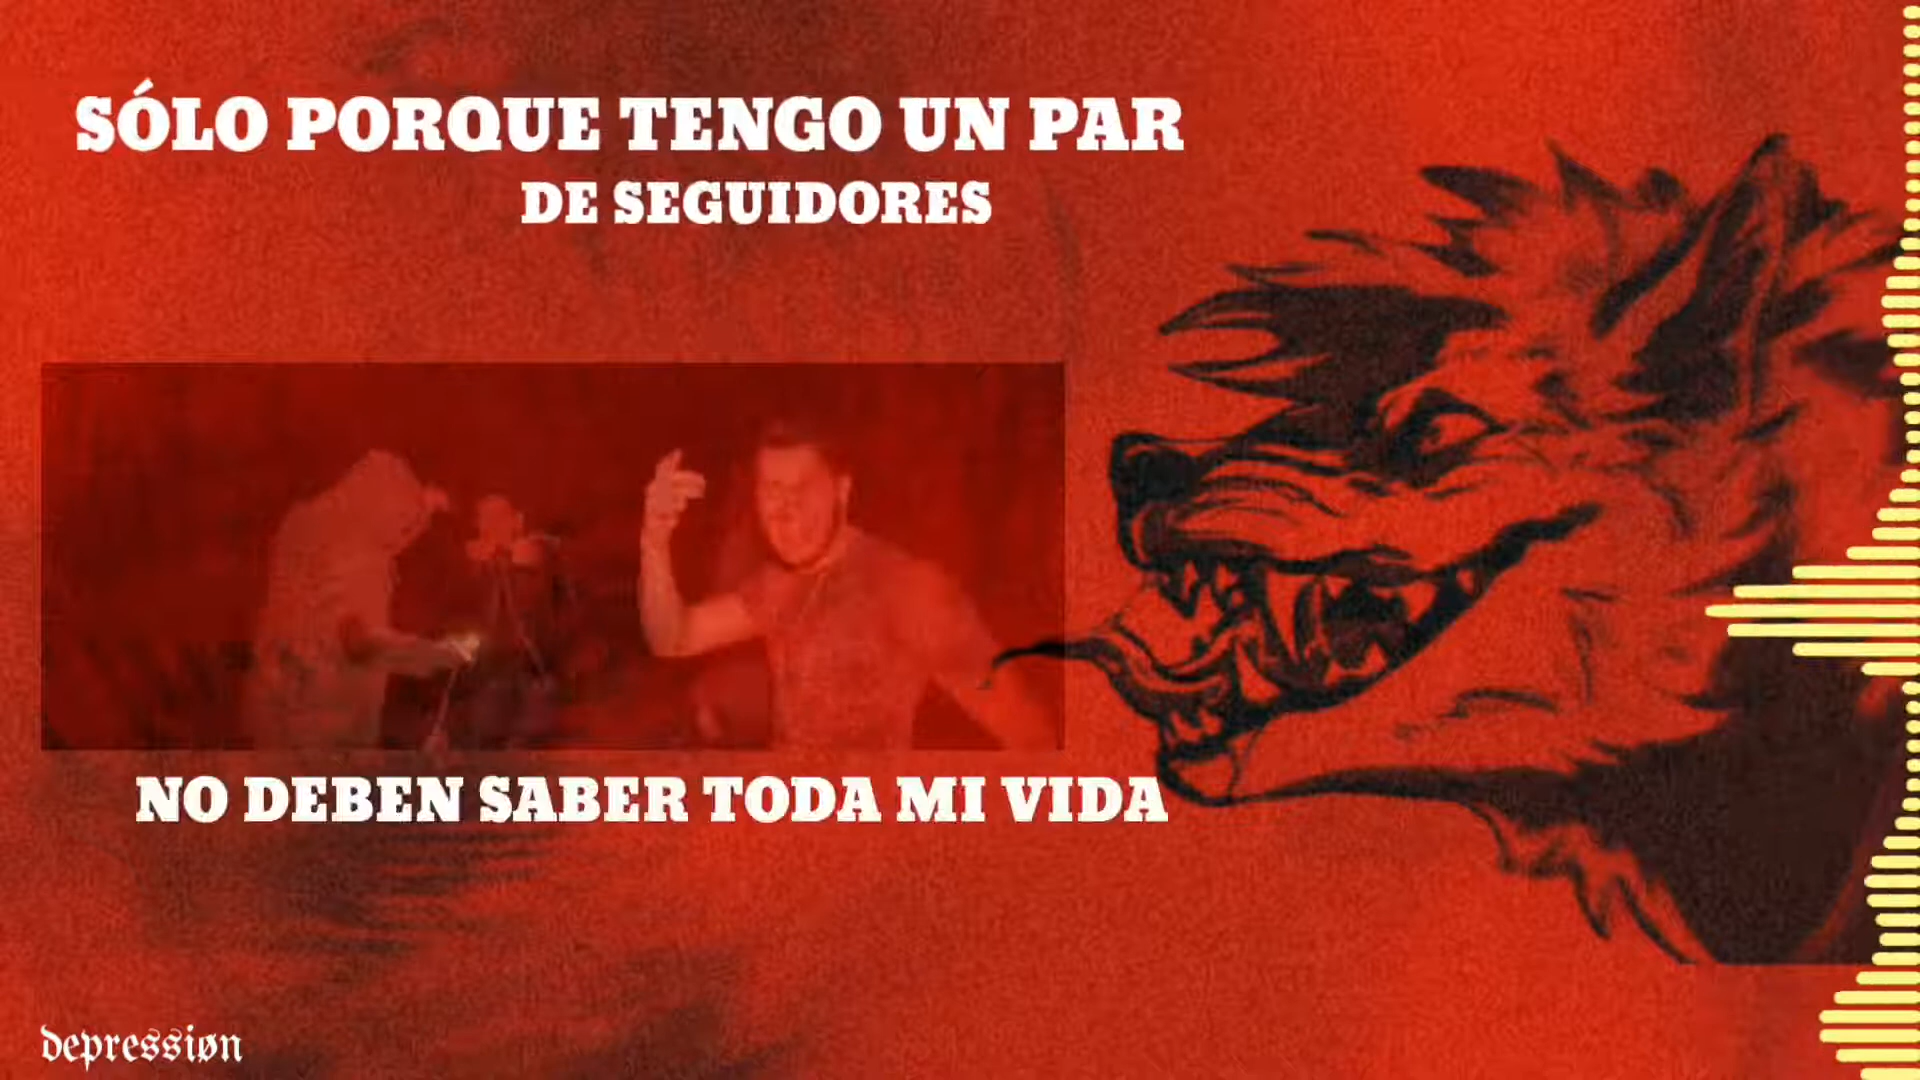 SÓLO PORQUE TENGO UN PAR
DE SEGUIDORES
NO DEBEN SABER TODA MI VIDA
depressiøn